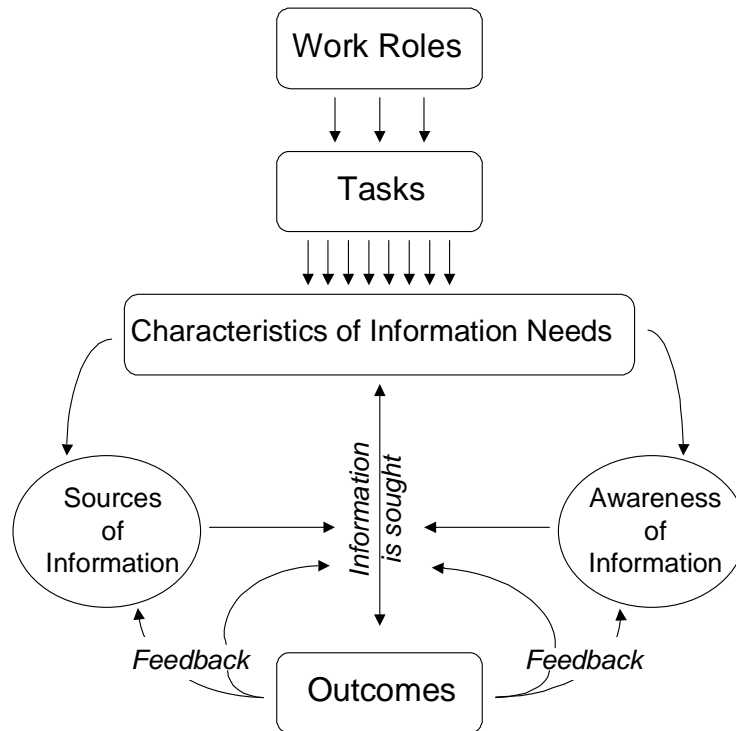 Work Roles
Tasks
Characteristics of Information Needs
Information
is sought
Sources
of
Information
Awareness
of
Information
Feedback
Feedback
Outcomes